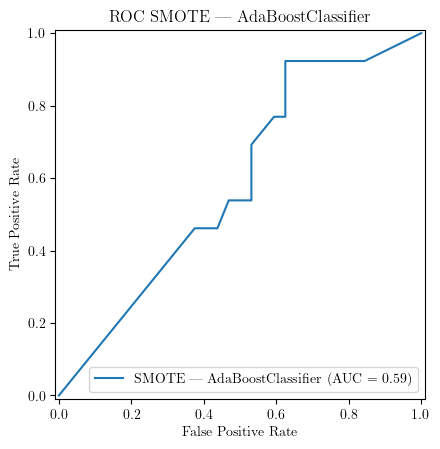 ROC SMOTE — AdaBoostClassifier
1.0
0.8
0.6
0.4
0.2
0.0
True Positive Rate
SMOTE — AdaBoostClassifier (AUC = 0.59)
0.0 0.2 0.4 0.6 0.8 1.0
False Positive Rate